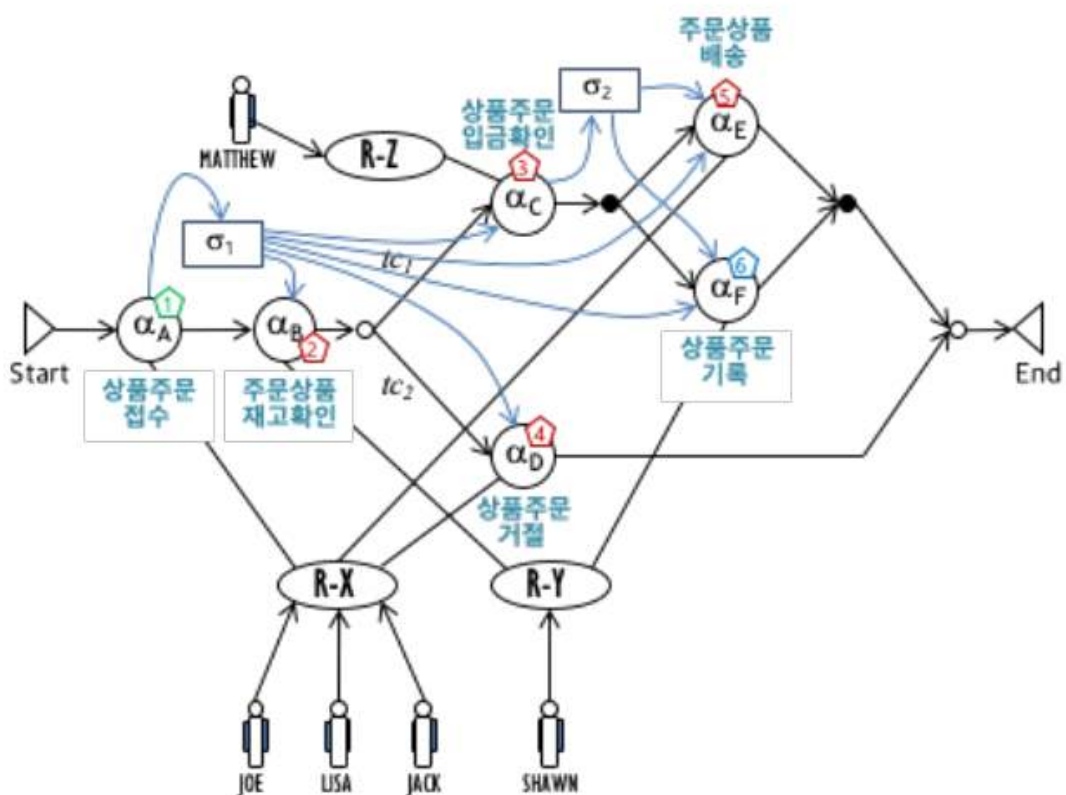 주문상품
배송
σ2
5
αE
상품주문
입금확인
MATTHEW
R-Z
3
αC
σ1
tc1
6
αF
1
αA
αB
2
Start
End
상품주문
접수
주문상품
재고확인
tc2
상품주문
기록
4
αD
상품주문
거절
R-X
R-Y
JOE
LISA
JACK
SHAWN